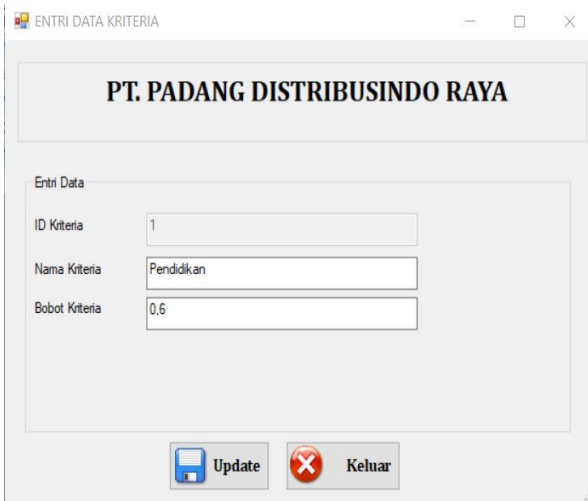 ENTRI DATA KRITERIA
PT. PADANG DISTRIBUSINDO RAYA
Entri Data
ID Kriteria 1
Nama Kriteria Pendidikan
Bobot Kriteria 0,6
Update Keluar